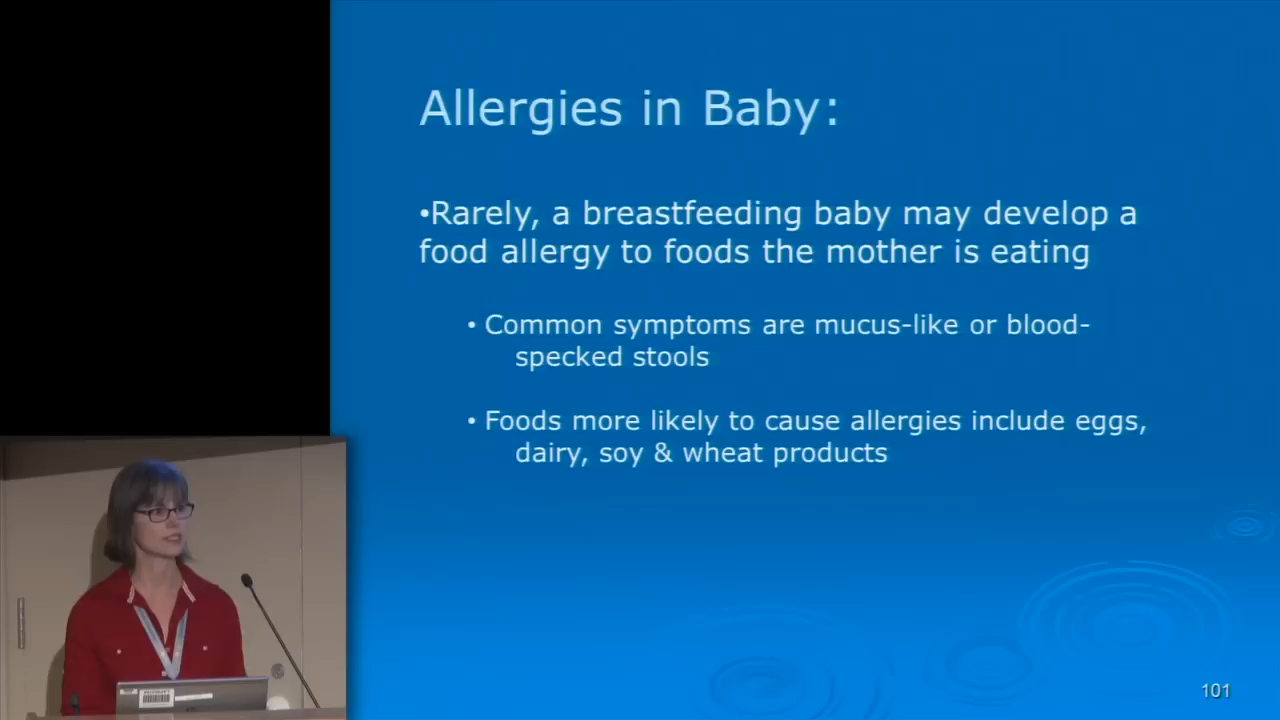 Allergies in Baby:
•Rarely, a breastfeeding baby may develop a
food allergy to foods the mother is eating
• Common symptoms are mucus-like or blood-
specked stools
• Foods more likely to cause allergies include eggs,
dairy, soy & wheat products
101